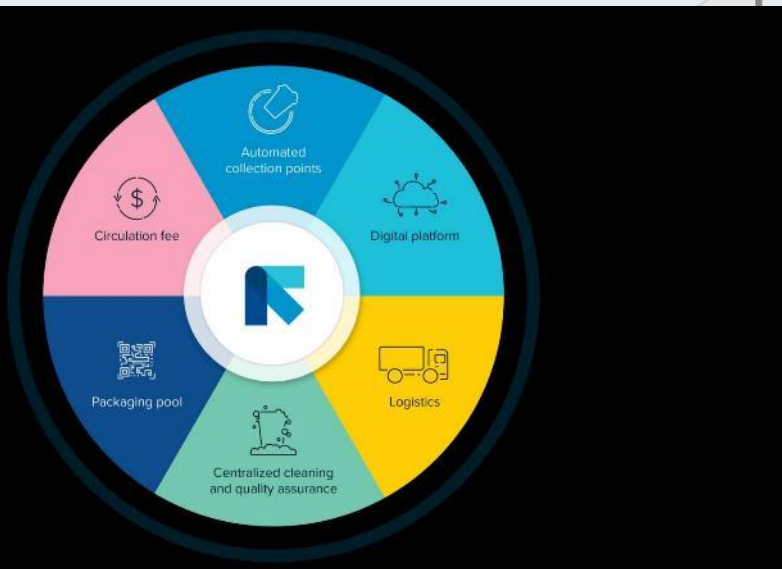 Automated
collection points
Digital platform
Logistics
Centralized cleaning
and quality assurance
Packaging pool
Circulation fee
$